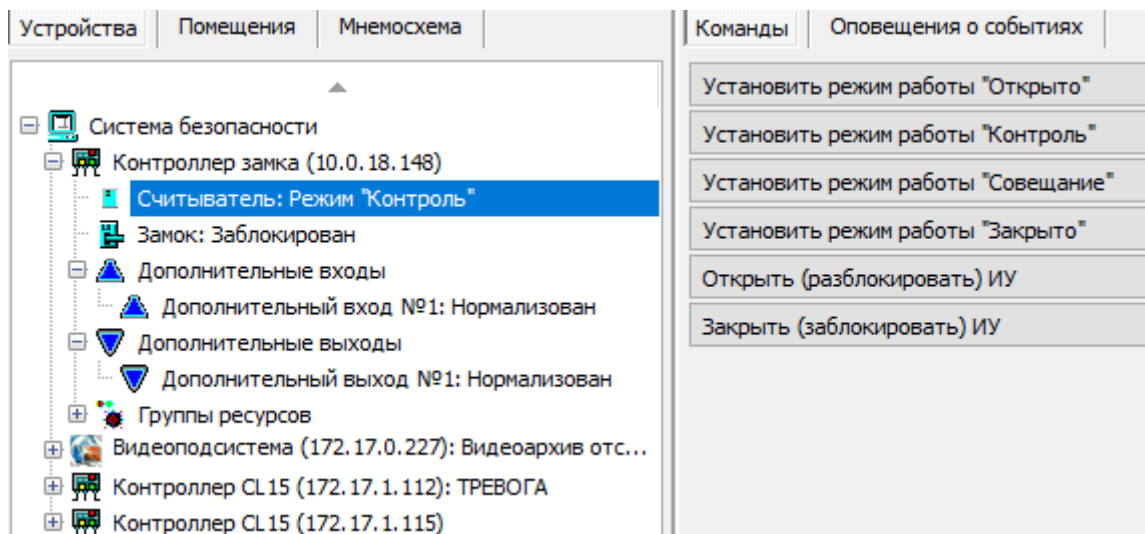 Устройства
Помещения
Мнемосхема
Система безопасности
Контроллер замка (10.0.18.148)
Считыватель: Режим "Контроль"
Замок: Заблокирован
Дополнительные входы
Дополнительный вход №1: Нормализован
Дополнительные выходы
Дополнительный выход №1: Нормализован
Группы ресурсов
Видеоподсистема (172.17.0.227): Видеоархив отс...
Контроллер CL15 (172.17.1.112): ТРЕВОГА
Контроллер CL15 (172.17.1.115)
Команды
Оповещения о событиях
Установить режим работы "Открыто"
Установить режим работы "Контроль"
Установить режим работы "Совещание"
Установить режим работы "Закрыто"
Открыть (разблокировать) ИУ
Закрыть (заблокировать) ИУ